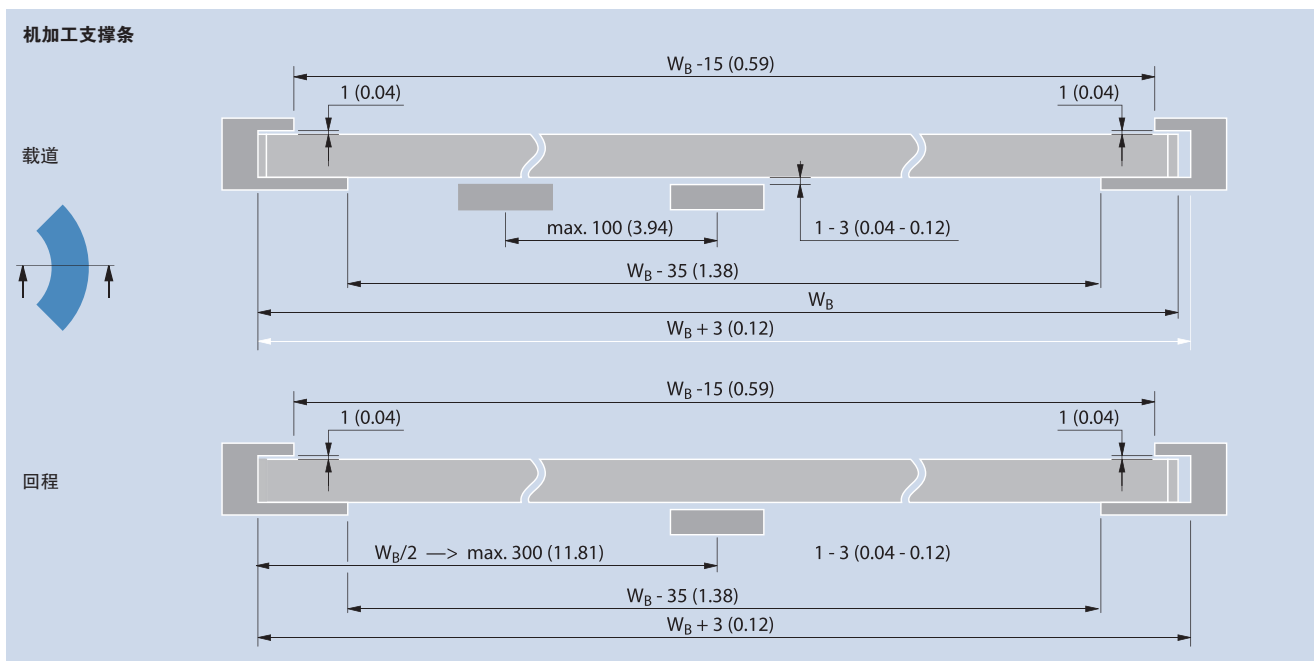 机加工支撑条
W_B -15 (0.59)
1 (0.04)
1 (0.04)
载道
max. 100 (3.94)
1 - 3 (0.04 - 0.12)
W_B - 35 (1.38)
W_B
W_B + 3 (0.12)
W_B -15 (0.59)
1 (0.04)
1 (0.04)
回程
W_B/2 —> max. 300 (11.81)
1 - 3 (0.04 - 0.12)
W_B - 35 (1.38)
W_B + 3 (0.12)